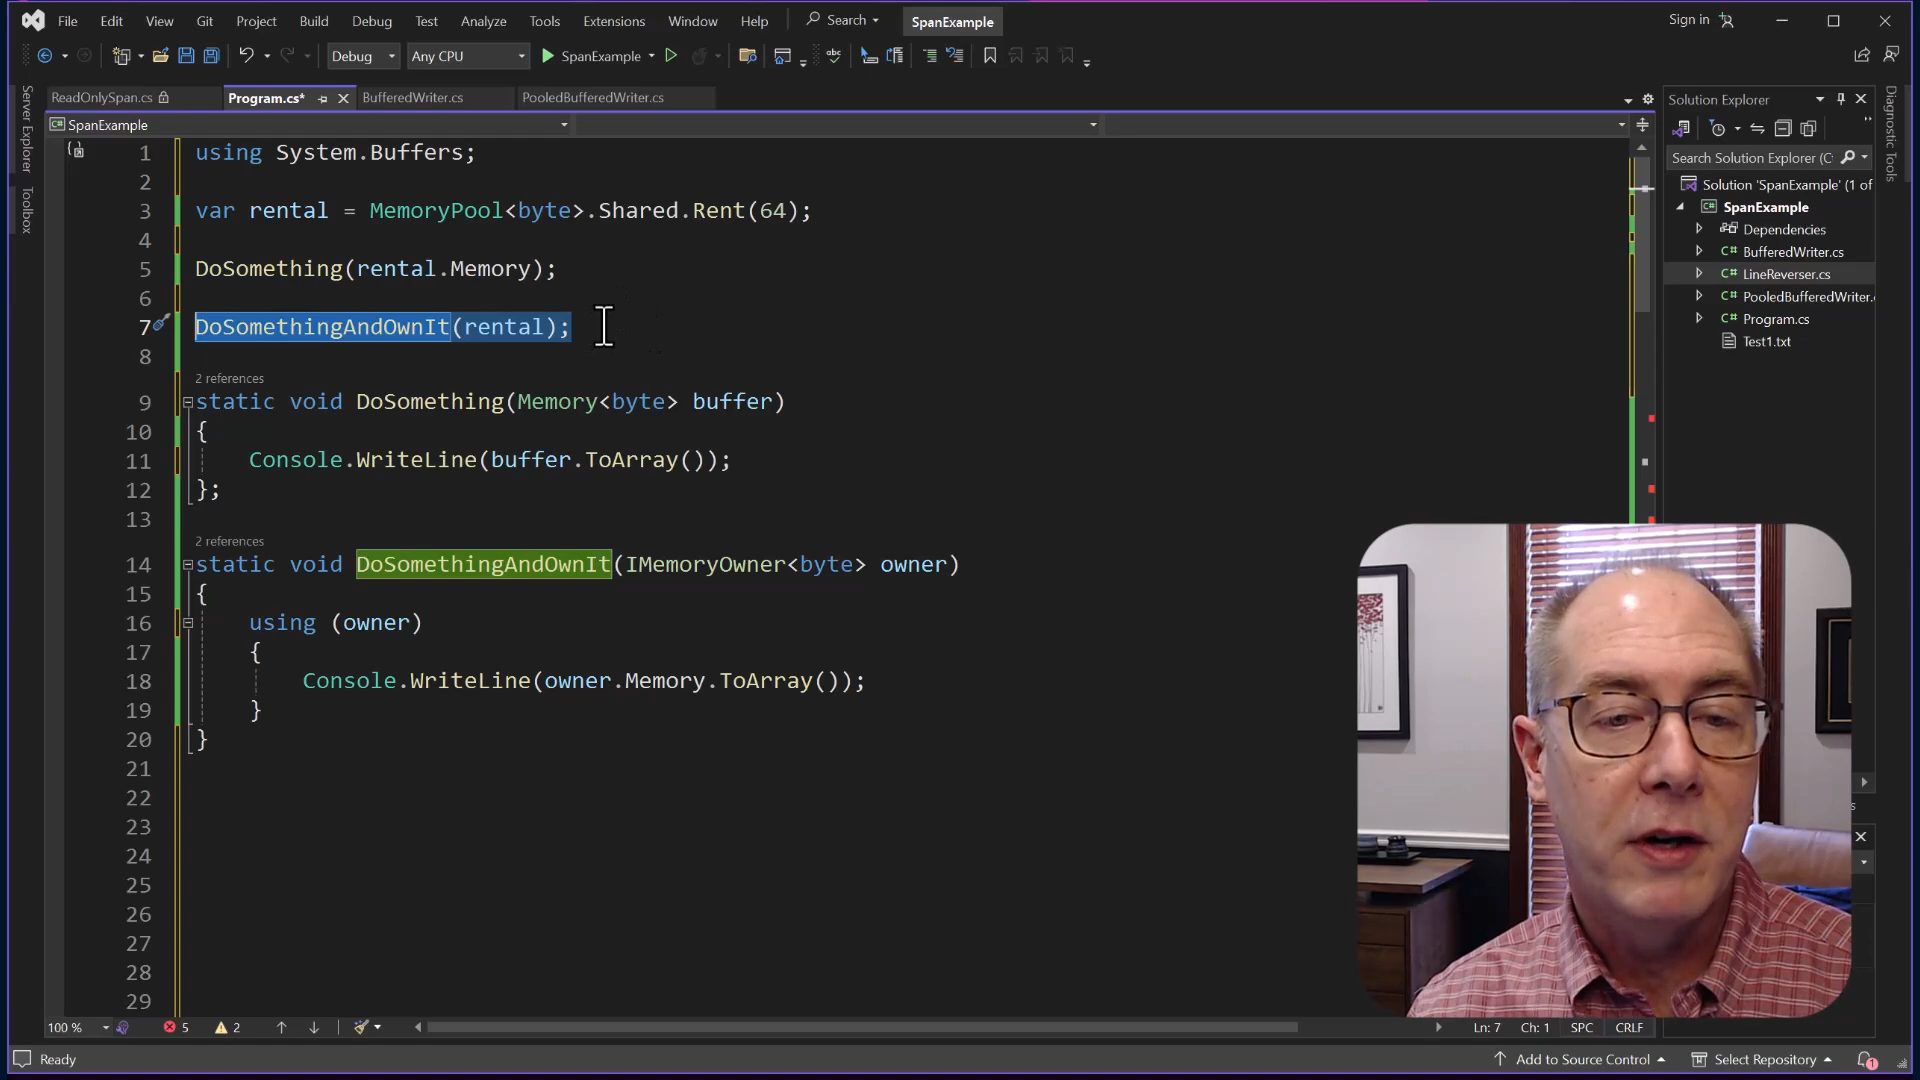 File Edit View Git Project Build Debug Test Analyze Tools Extensions Window Help Search SpanExample Sign in
Debug Any CPU SpanExample
ReadOnlySpan.cs Program.cs* BufferedWriter.cs PooledBufferedWriter.cs
SpanExample
Server Explorer
Toolbox
1 using System.Buffers;
2
3 var rental = MemoryPool<byte>.Shared.Rent(64);
4
5 DoSomething(rental.Memory);
6
7 DoSomethingAndOwnIt(rental);
8
2 references
9 static void DoSomething(Memory<byte> buffer)
10 {
11 Console.WriteLine(buffer.ToArray());
12 };
13
2 references
14 static void DoSomethingAndOwnIt(IMemoryOwner<byte> owner)
15 {
16 using (owner)
17 {
18 Console.WriteLine(owner.Memory.ToArray());
19 }
20 }
21
22
23
24
25
26
27
28
29
Solution Explorer
Search Solution Explorer (C
Solution 'SpanExample' (1 of
SpanExample
Dependencies
C# BufferedWriter.cs
C# LineReverser.cs
C# PooledBufferedWriter.
C# Program.cs
Test1.txt
Diagnostic Tools
100 % 5 2 Ln: 7 Ch: 1 SPC CRLF
Ready Add to Source Control Select Repository 1